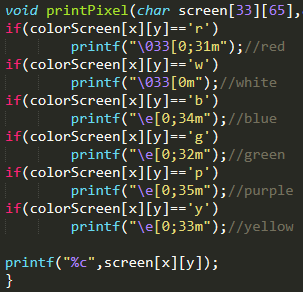 void printPixel(char screen[33][65],
if(colorScreen[x][y]=='r')
printf("\033[0;31m");//red
if(colorScreen[x][y]=='w')
printf("\033[0m");//white
if(colorScreen[x][y]=='b')
printf("\e[0;34m");//blue
if(colorScreen[x][y]=='g')
printf("\e[0;32m");//green
if(colorScreen[x][y]=='p')
printf("\e[0;35m");//purple
if(colorScreen[x][y]=='y')
printf("\e[0;33m");//yellow
printf("%c",screen[x][y]);
}